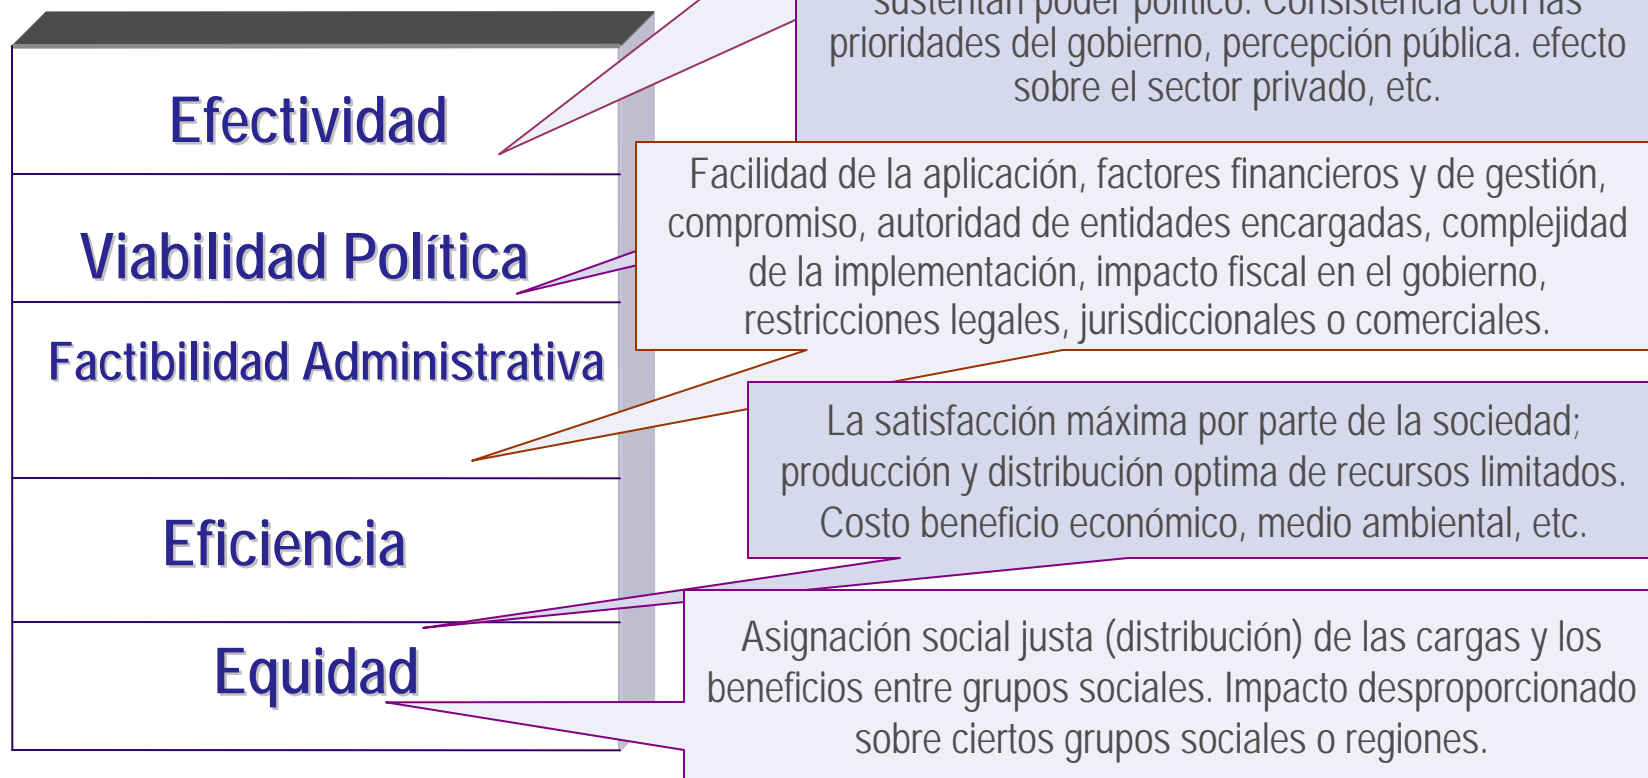 Efectividad
Viabilidad Política
Factibilidad Administrativa
Eficiencia
Equidad
sustentan poder político. Consistencia con las
prioridades del gobierno, percepción pública. efecto
sobre el sector privado, etc.
Facilidad de la aplicación, factores financieros y de gestión,
compromiso, autoridad de entidades encargadas, complejidad
de la implementación, impacto fiscal en el gobierno,
restricciones legales, jurisdiccionales o comerciales.
La satisfacción máxima por parte de la sociedad;
producción y distribución optima de recursos limitados.
Costo beneficio económico, medio ambiental, etc.
Asignación social justa (distribución) de las cargas y los
beneficios entre grupos sociales. Impacto desproporcionado
sobre ciertos grupos sociales o regiones.